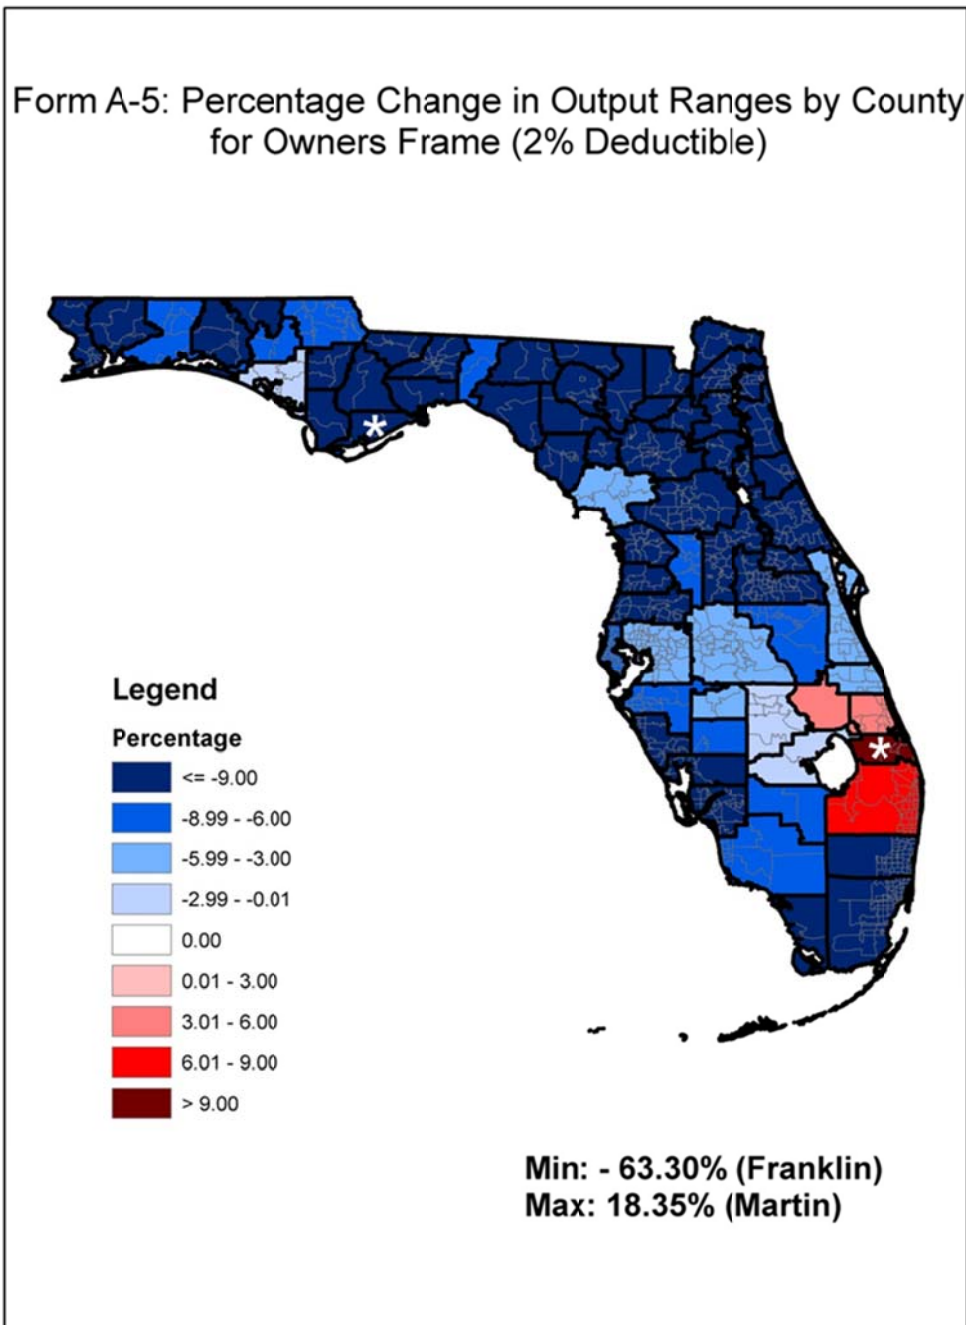 Form A-5: Percentage Change in Output Ranges by County
for Owners Frame (2% Deductible)
*
*
Legend
Percentage
<= -9.00
-8.99 - -6.00
-5.99 - -3.00
-2.99 - -0.01
0.00
0.01 - 3.00
3.01 - 6.00
6.01 - 9.00
> 9.00
Min: - 63.30% (Franklin)
Max: 18.35% (Martin)